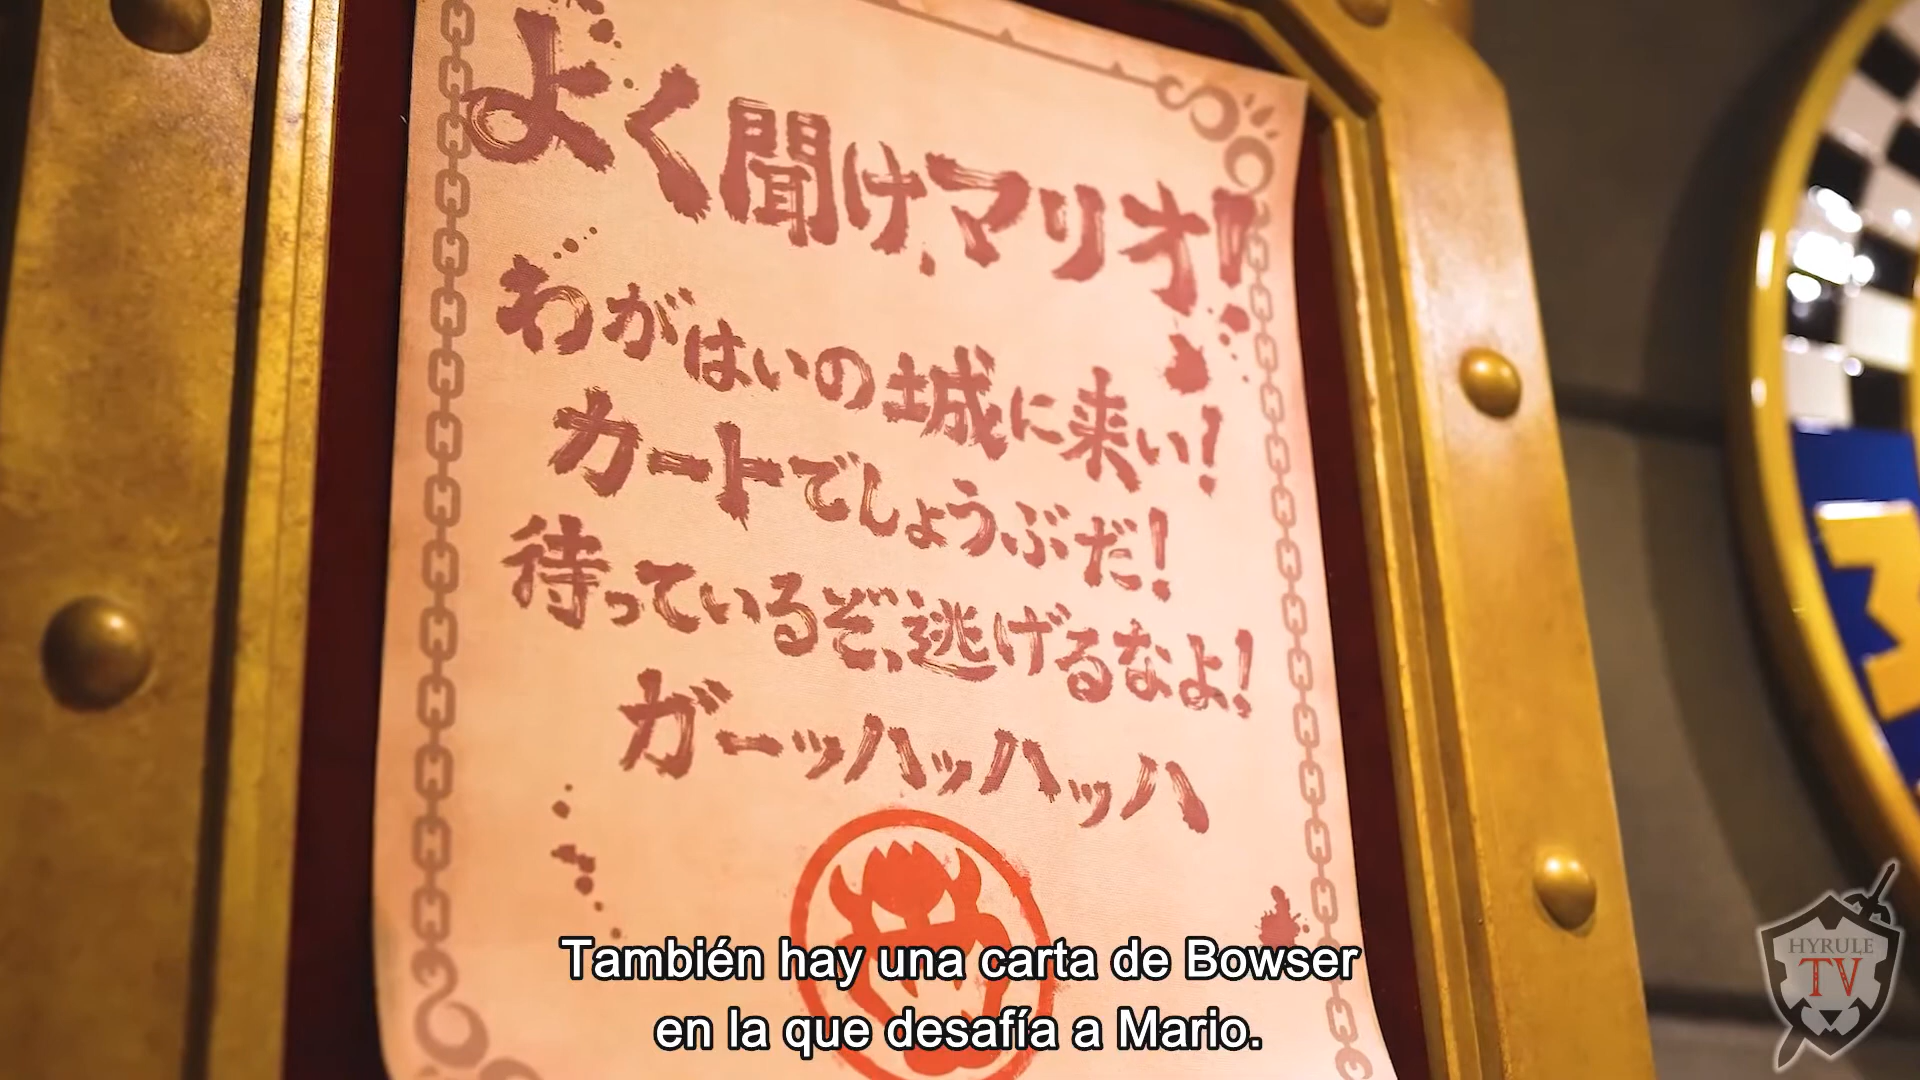 よく聞け、マリオ!
わがはいの城に来い!
カートでしょうぶだ!
待っているぞ、逃げるなよ!
ガーッハッハッハ
También hay una carta de Bowser
en la que desafía a Mario.
HYRULE
TV